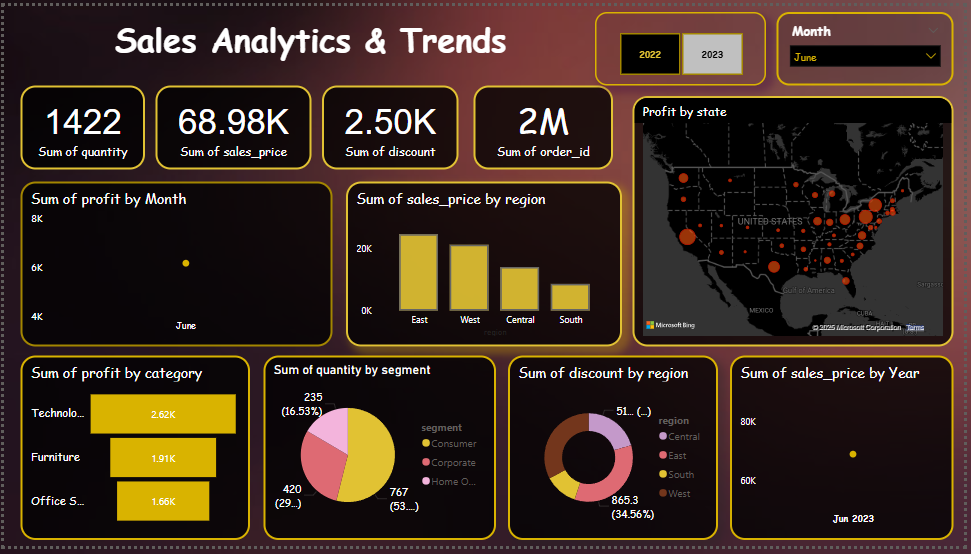 Sales Analytics & Trends
2022
2023
Month
June
1422
Sum of quantity
68.98K
Sum of sales_price
2.50K
Sum of discount
2M
Sum of order_id
Profit by state
UNITED STATES
Gulf of America
MEXICO
CUBA
Microsoft Bing
© 2025 Microsoft Corporation Terms
Sum of profit by Month
8K
6K
4K
June
Sum of sales_price by region
20K
0K
East West Central South
Sum of profit by category
Technolo... 2.62K
Furniture 1.91K
Office S... 1.66K
Sum of quantity by segment
235
(16.53%)
420
(29...)
767
(53....)
segment
Consumer
Corporate
Home O...
Sum of discount by region
51... (...)
865.3
(34.56%)
region
Central
East
South
West
Sum of sales_price by Year
80K
60K
Jun 2023